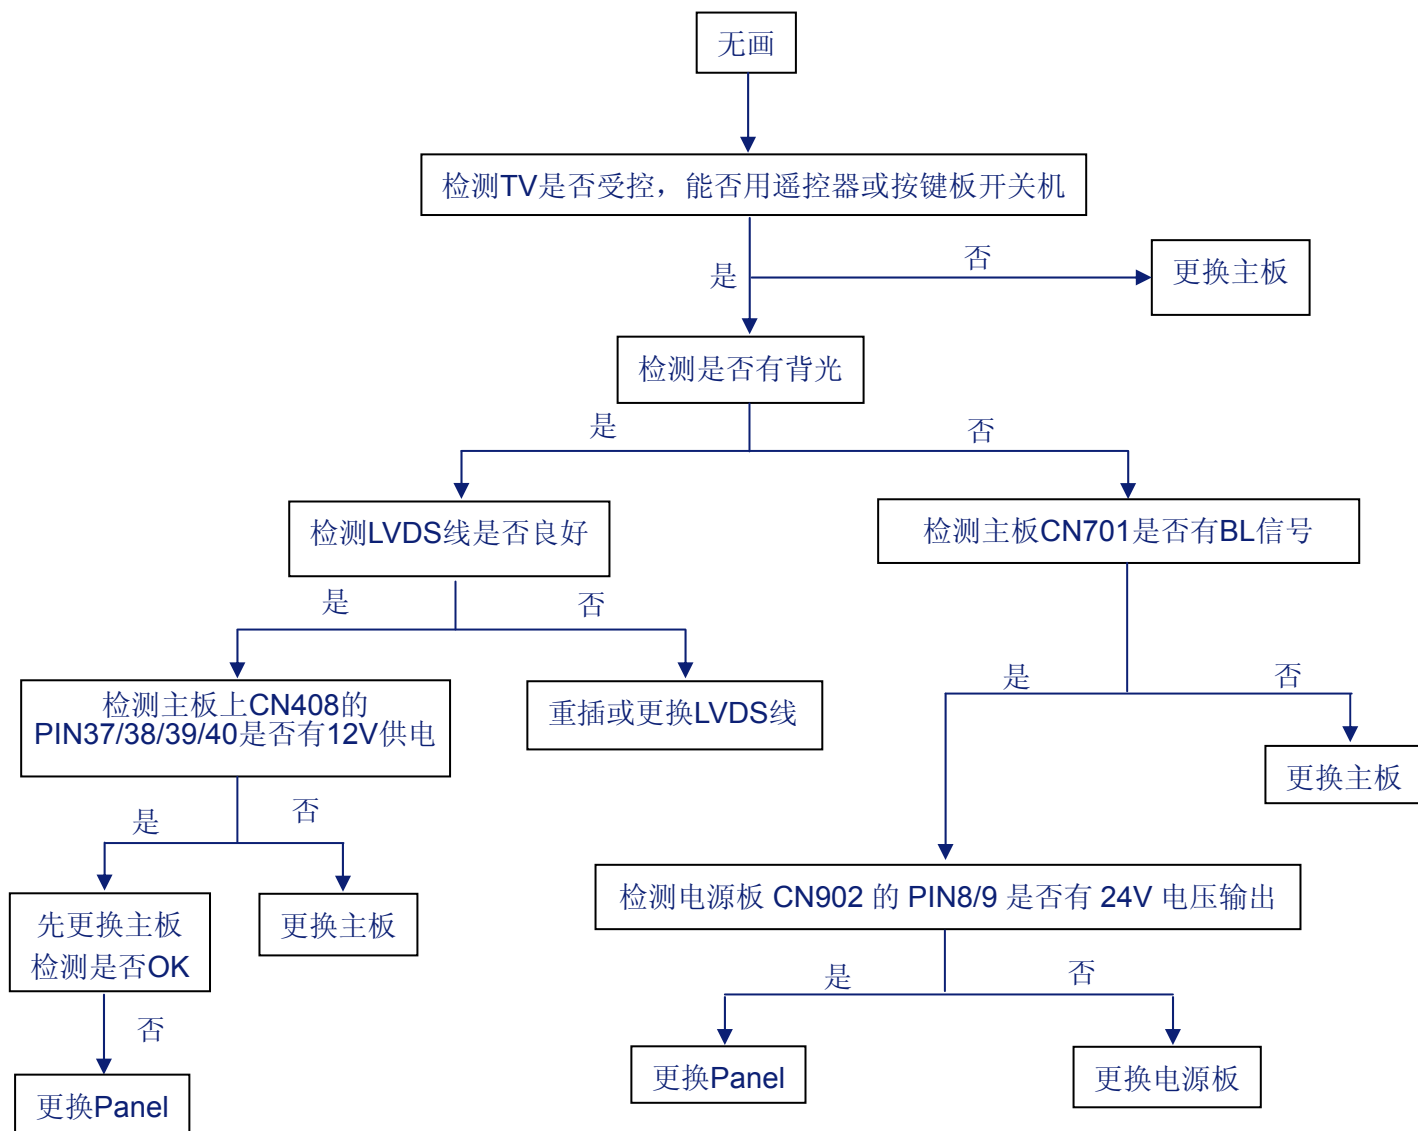 无画
检测TV是否受控，能否用遥控器或按键板开关机
否
更换主板
是
检测是否有背光
是
否
检测LVDS线是否良好
检测主板CN701是否有BL信号
是
否
是
否
检测主板上CN408的
PIN37/38/39/40是否有12V供电
重插或更换LVDS线
更换主板
是
否
检测电源板 CN902 的 PIN8/9 是否有 24V 电压输出
先更换主板
检测是否OK
更换主板
是
否
否
更换Panel
更换Panel
更换电源板